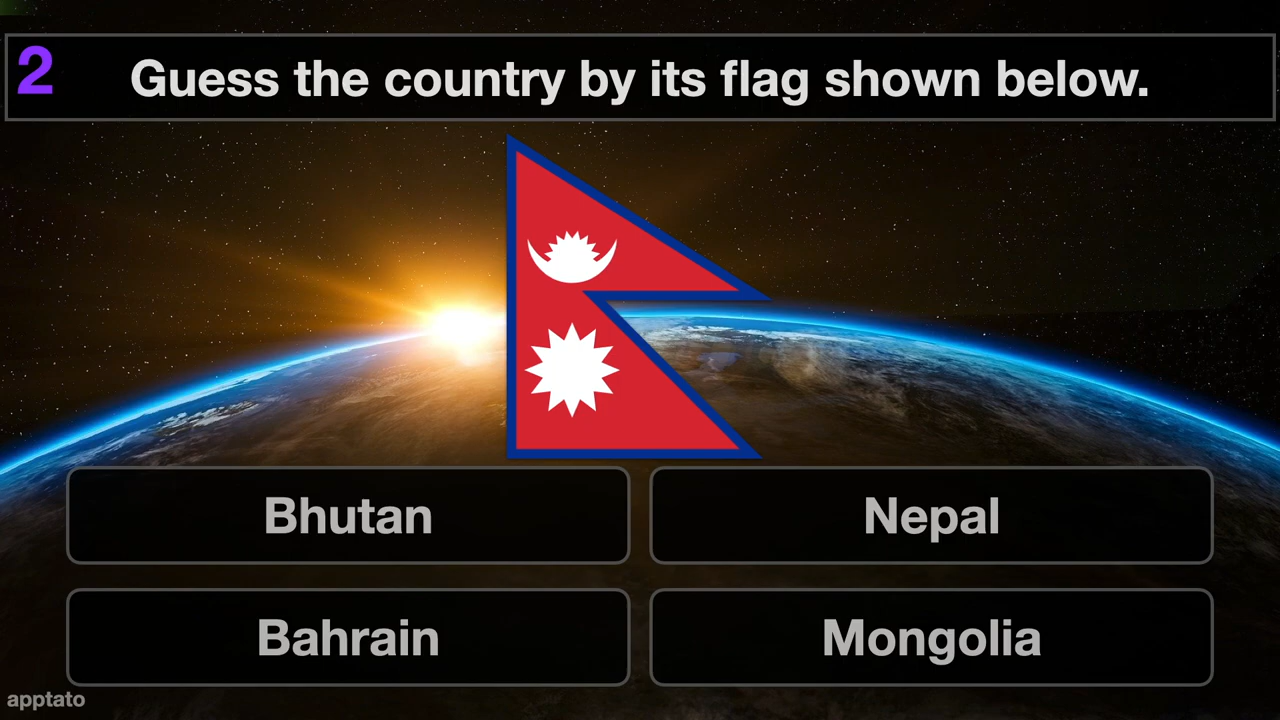 2
Guess the country by its flag shown below.
Bhutan
Nepal
Bahrain
Mongolia
apptato